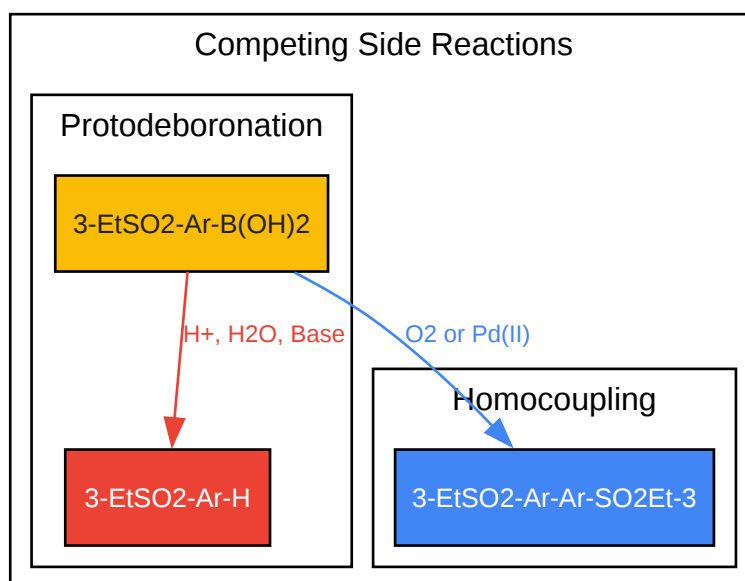 Competing Side Reactions
Protodeboronation
3-EtSO2-Ar-B(OH)2
H+, H2O, Base
O2 or Pd(II)
Homocoupling
3-EtSO2-Ar-H
3-EtSO2-Ar-Ar-SO2Et-3